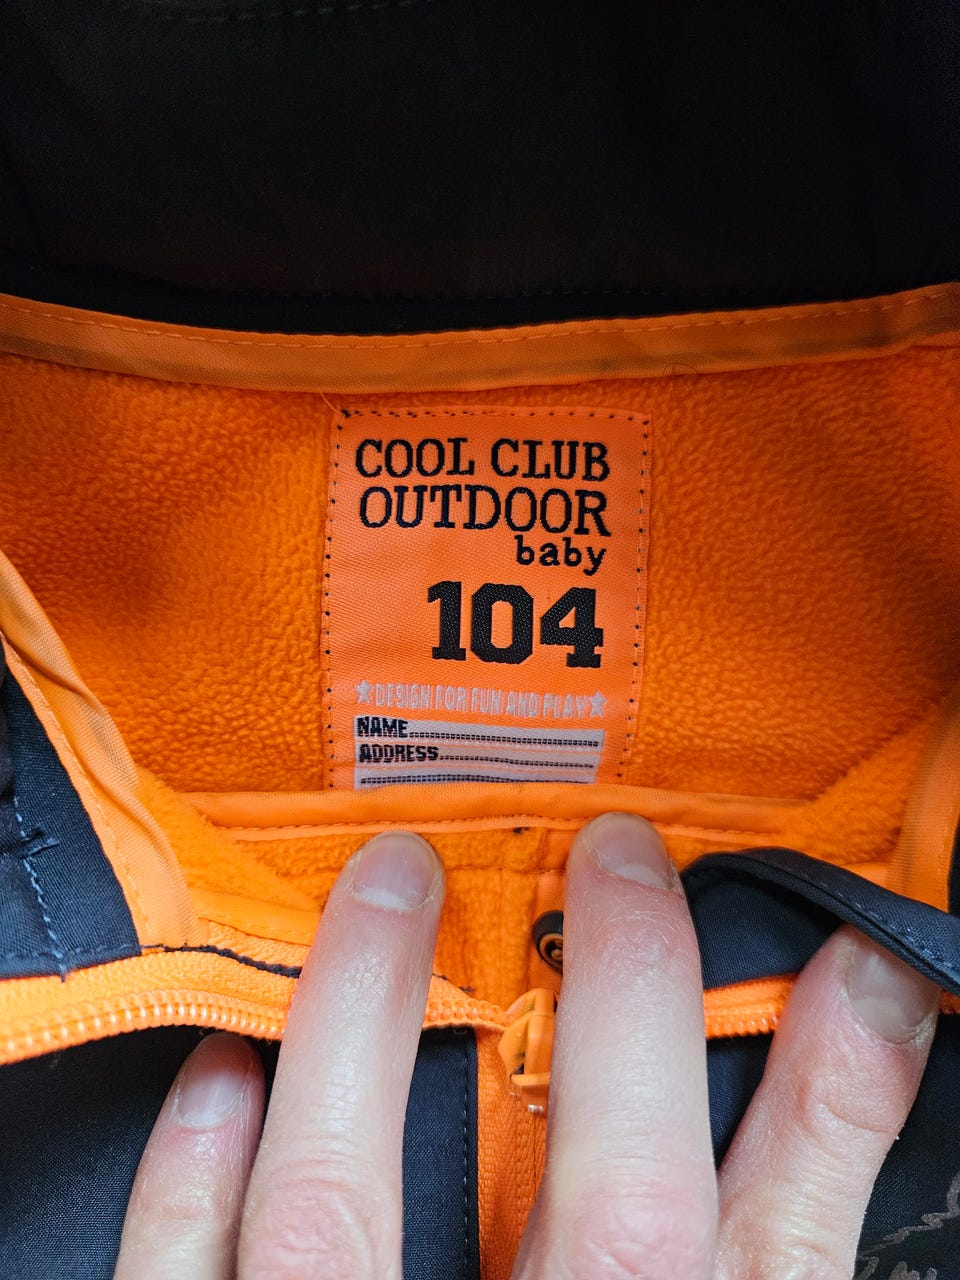 COOL CLUB
OUTDOOR
baby
104
★DESIGN FOR FUN AND PLAY★
NAME
ADDRESS